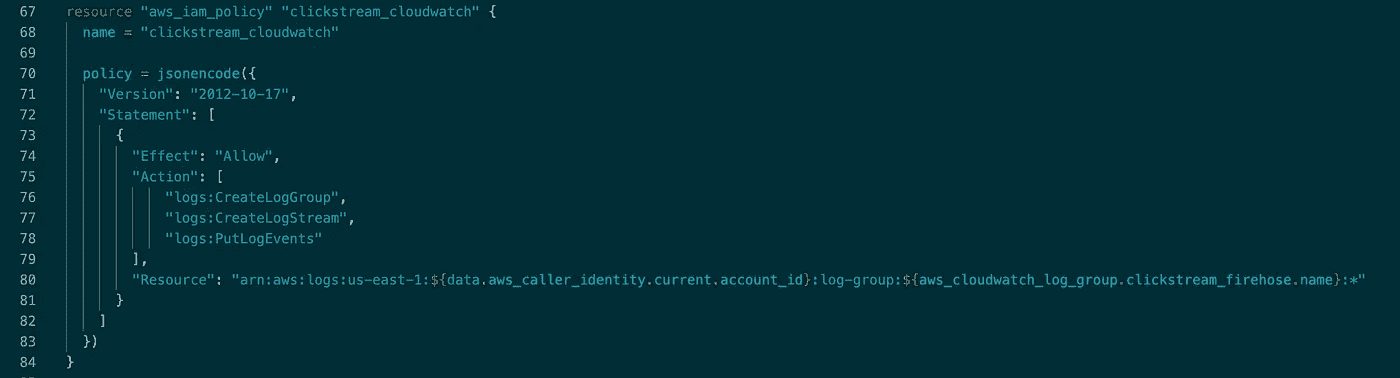 67 resource "aws_iam_policy" "clickstream_cloudwatch" {
68 name = "clickstream_cloudwatch"
69
70 policy = jsonencode({
71 "Version": "2012-10-17",
72 "Statement": [
73 {
74 "Effect": "Allow",
75 "Action": [
76 "logs:CreateLogGroup",
77 "logs:CreateLogStream",
78 "logs:PutLogEvents"
79 ],
80 "Resource": "arn:aws:logs:us-east-1:${data.aws_caller_identity.current.account_id}:log-group:${aws_cloudwatch_log_group.clickstream_firehose.name}:*"
81 }
82 ]
83 })
84 }